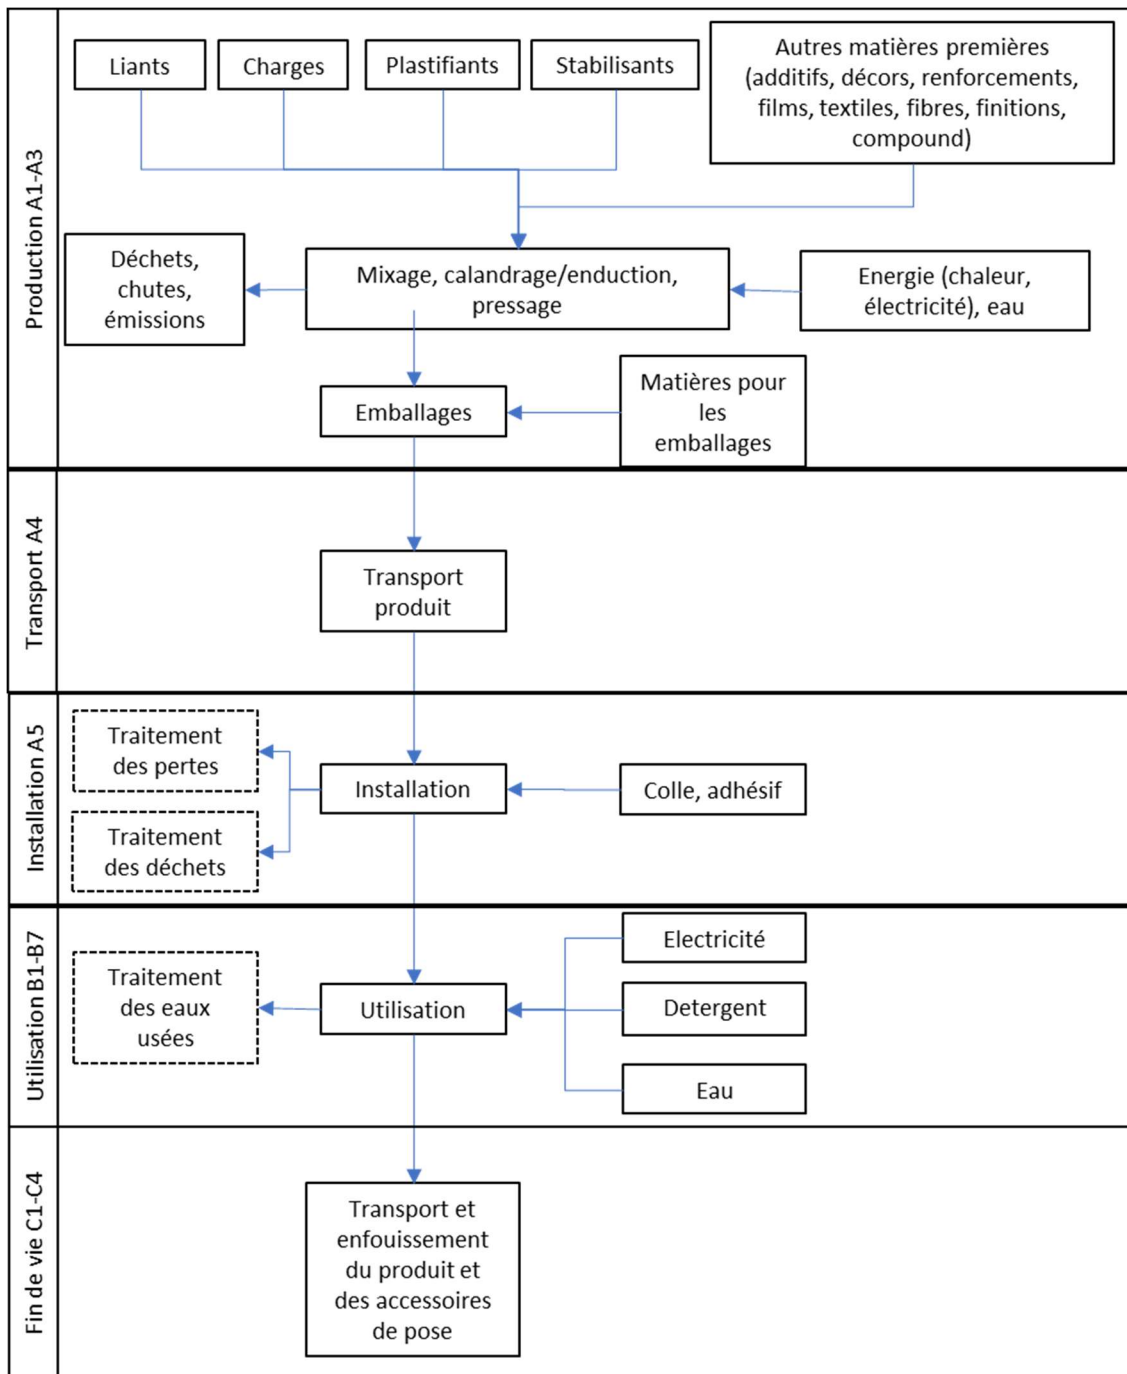 Production A1-A3
Liants
Charges
Plastifiants
Stabilisants
Autres matières premières
(additifs, décors, renforcements,
films, textiles, fibres, finitions,
compound)
Déchets,
chutes,
émissions
Mixage, calandrage/enduction,
pressage
Energie (chaleur,
électricité), eau
Emballages
Matières pour
les
emballages
Transport A4
Transport
produit
Installation A5
Traitement
des pertes
Installation
Colle, adhésif
Traitement
des déchets
Utilisation B1-B7
Traitement
des eaux
usées
Utilisation
Electricité
Detergent
Eau
Fin de vie C1-C4
Transport et
enfouissement
du produit et
des accessoires
de pose